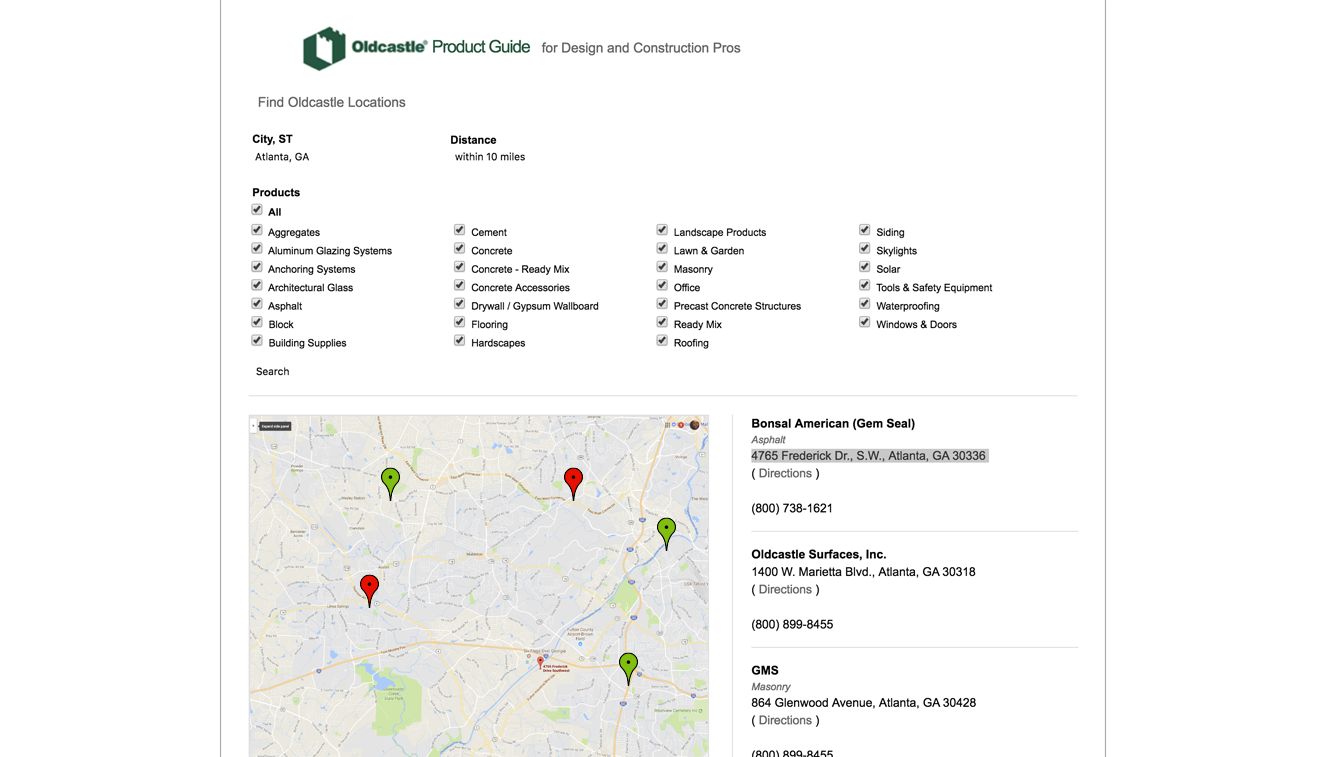 Oldcastle® Product Guide for Design and Construction Pros
Find Oldcastle Locations
City, ST
Distance
Atlanta, GA
within 10 miles
Products
All
Aggregates
Aluminum Glazing Systems
Anchoring Systems
Architectural Glass
Asphalt
Block
Building Supplies
Cement
Concrete
Concrete - Ready Mix
Concrete Accessories
Drywall / Gypsum Wallboard
Flooring
Hardscapes
Landscape Products
Lawn & Garden
Masonry
Office
Precast Concrete Structures
Ready Mix
Roofing
Siding
Skylights
Solar
Tools & Safety Equipment
Waterproofing
Windows & Doors
Search
Expand side panel
4765 Frederick
Drive Southwest
Bonsal American (Gem Seal)
Asphalt
4765 Frederick Dr., S.W., Atlanta, GA 30336
( Directions )
(800) 738-1621
Oldcastle Surfaces, Inc.
1400 W. Marietta Blvd., Atlanta, GA 30318
( Directions )
(800) 899-8455
GMS
Masonry
864 Glenwood Avenue, Atlanta, GA 30428
( Directions )
(800) 899-8455